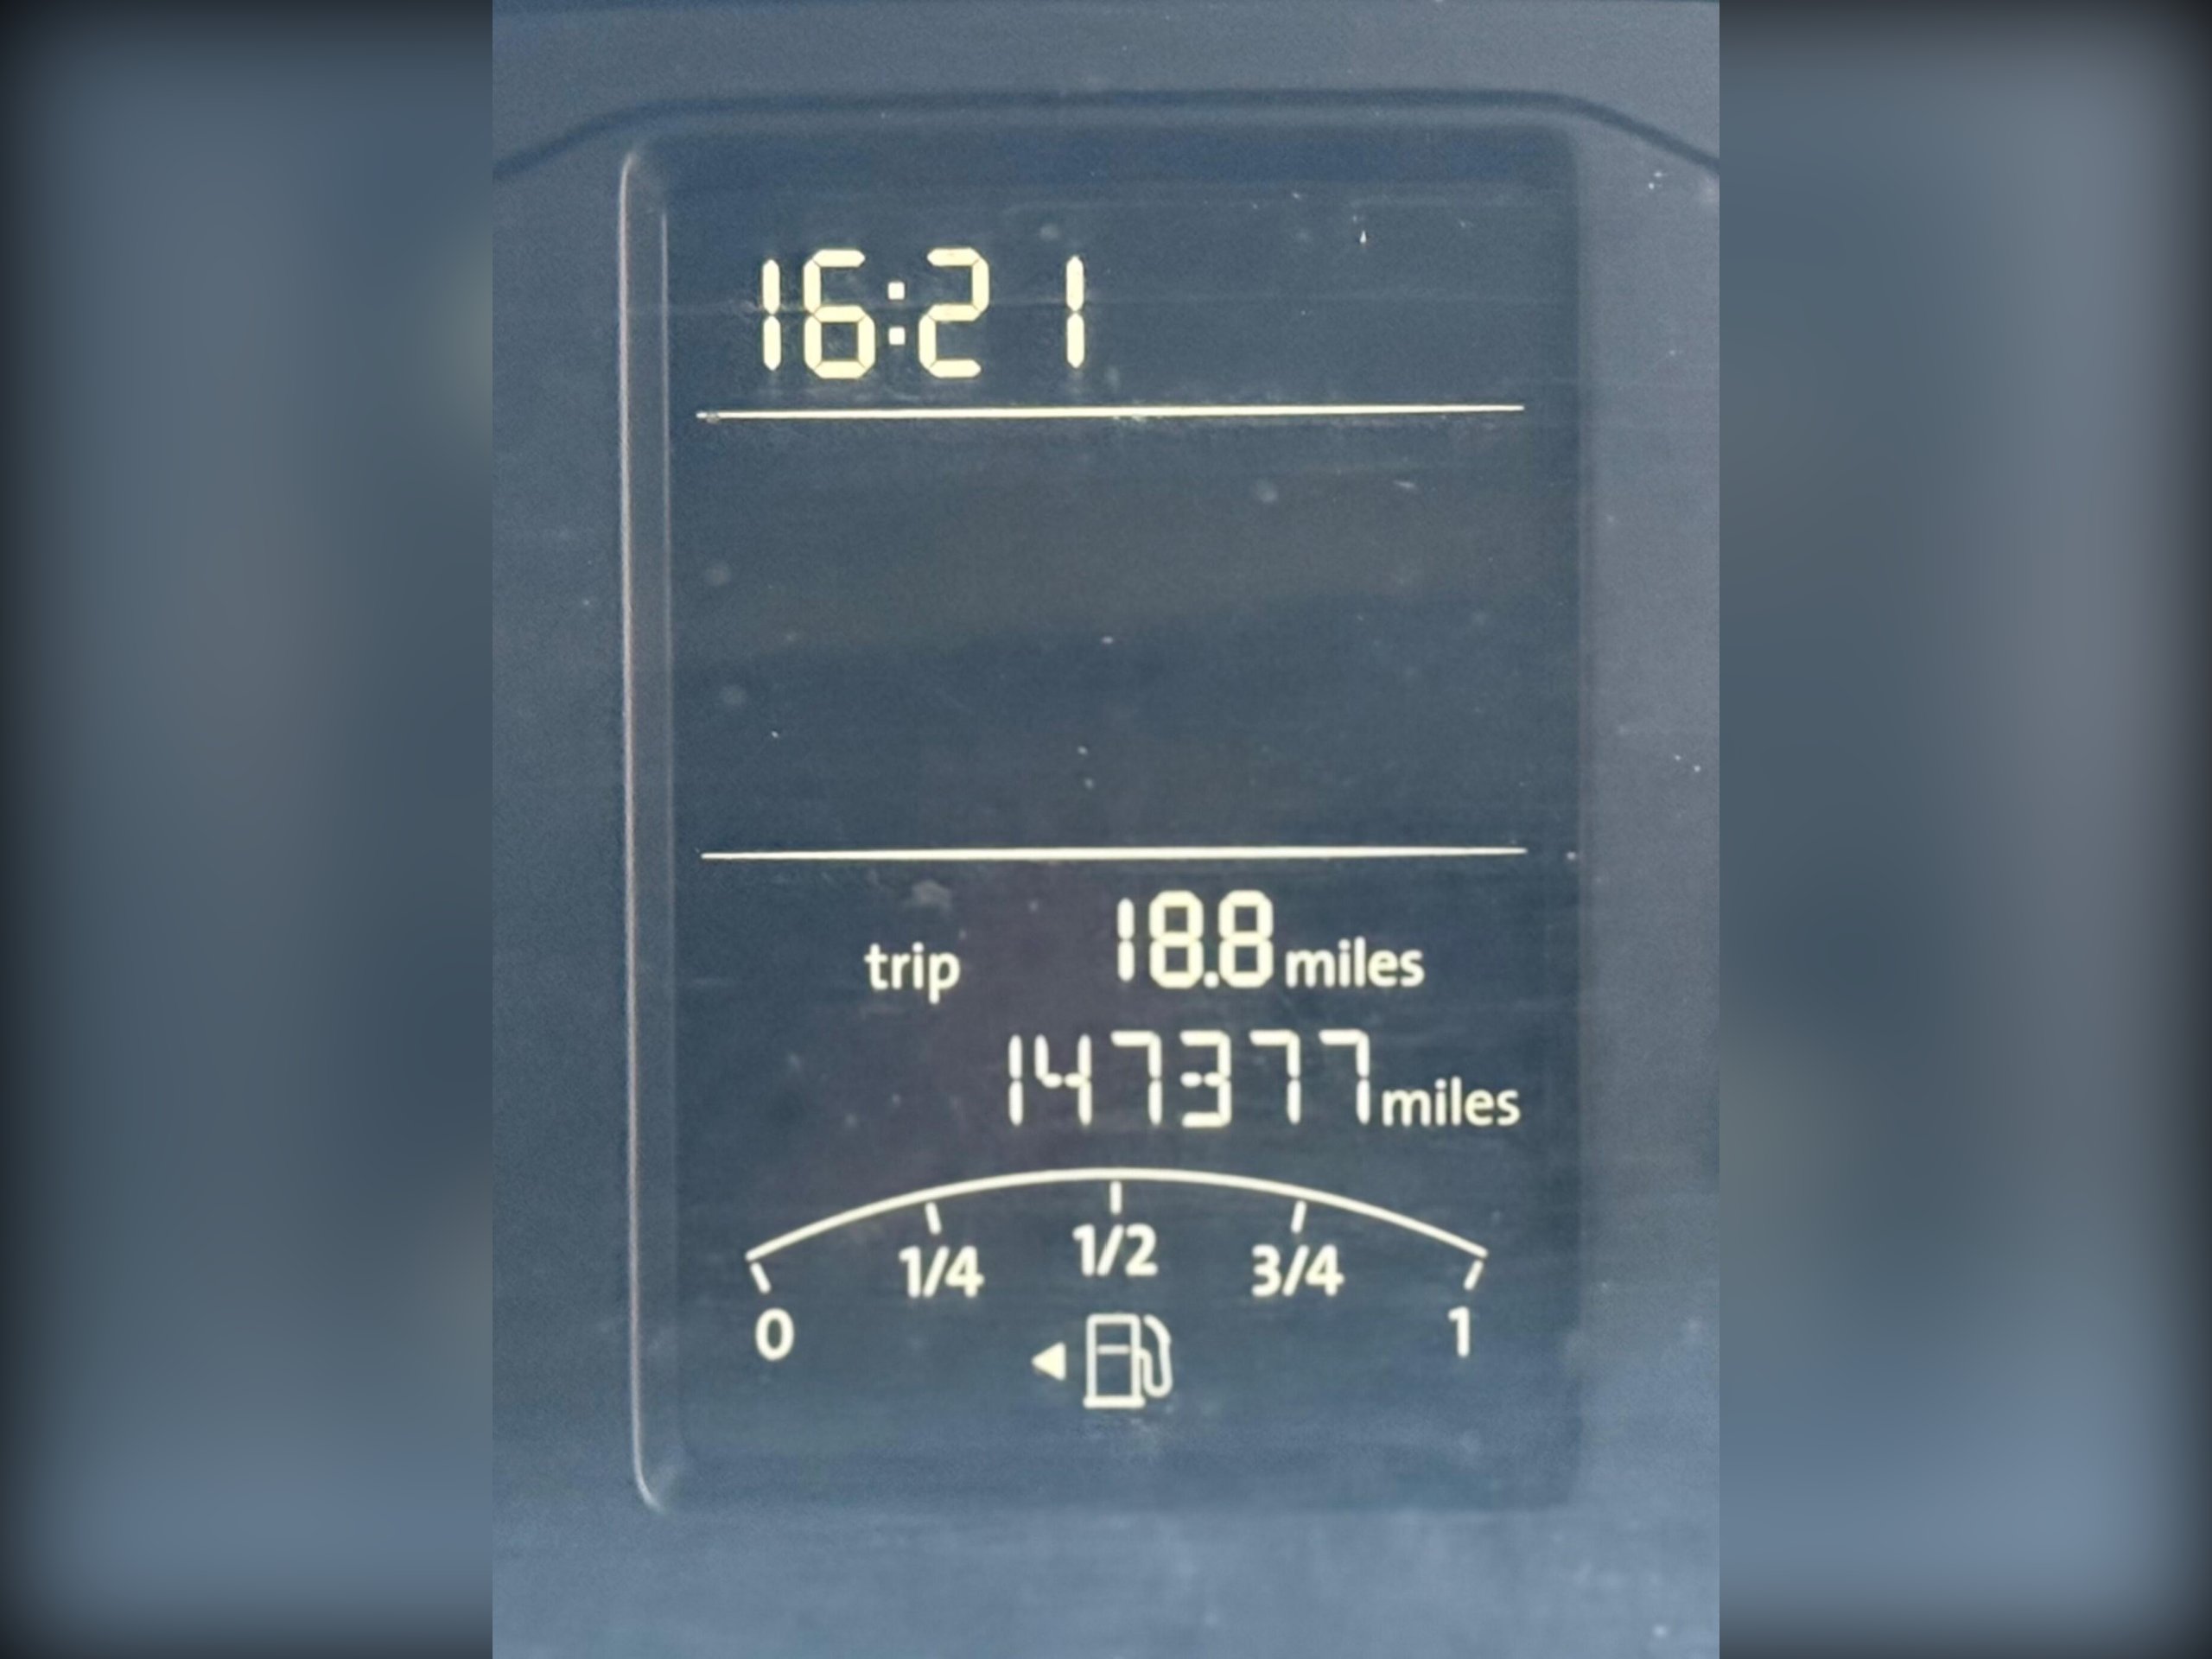 16:21
trip 18.8 miles
147377 miles
0 1/4 1/2 3/4 1